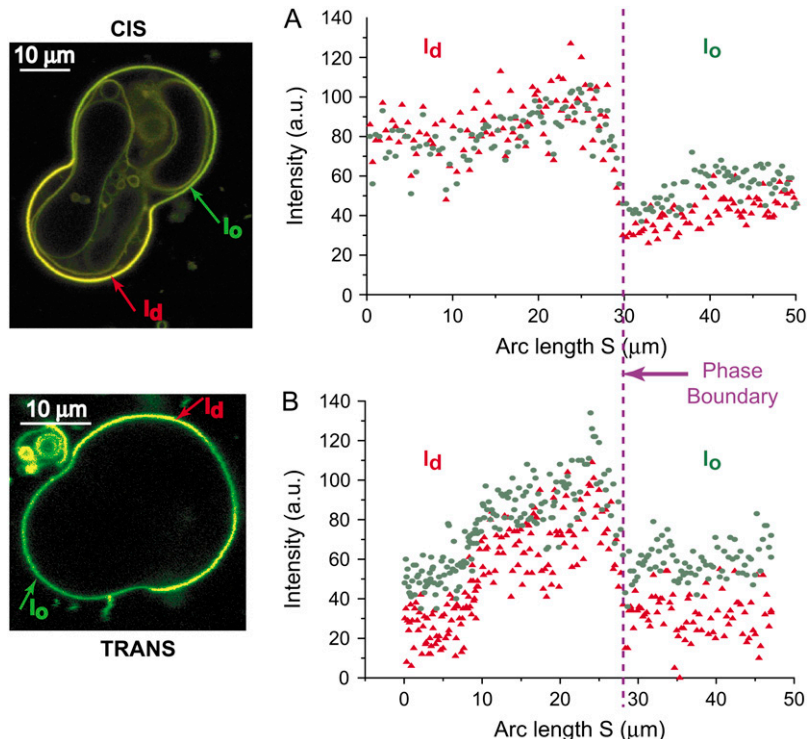 CIS
10 μm
lo
ld
A
Intensity (a.u.)
140
120
100
80
60
40
20
0
ld
lo
0 10 20 30 40 50
Arc length S (μm)
Phase
Boundary
10 μm
ld
lo
TRANS
B
Intensity (a.u.)
140
120
100
80
60
40
20
0
ld
lo
0 10 20 30 40 50
Arc length S (μm)